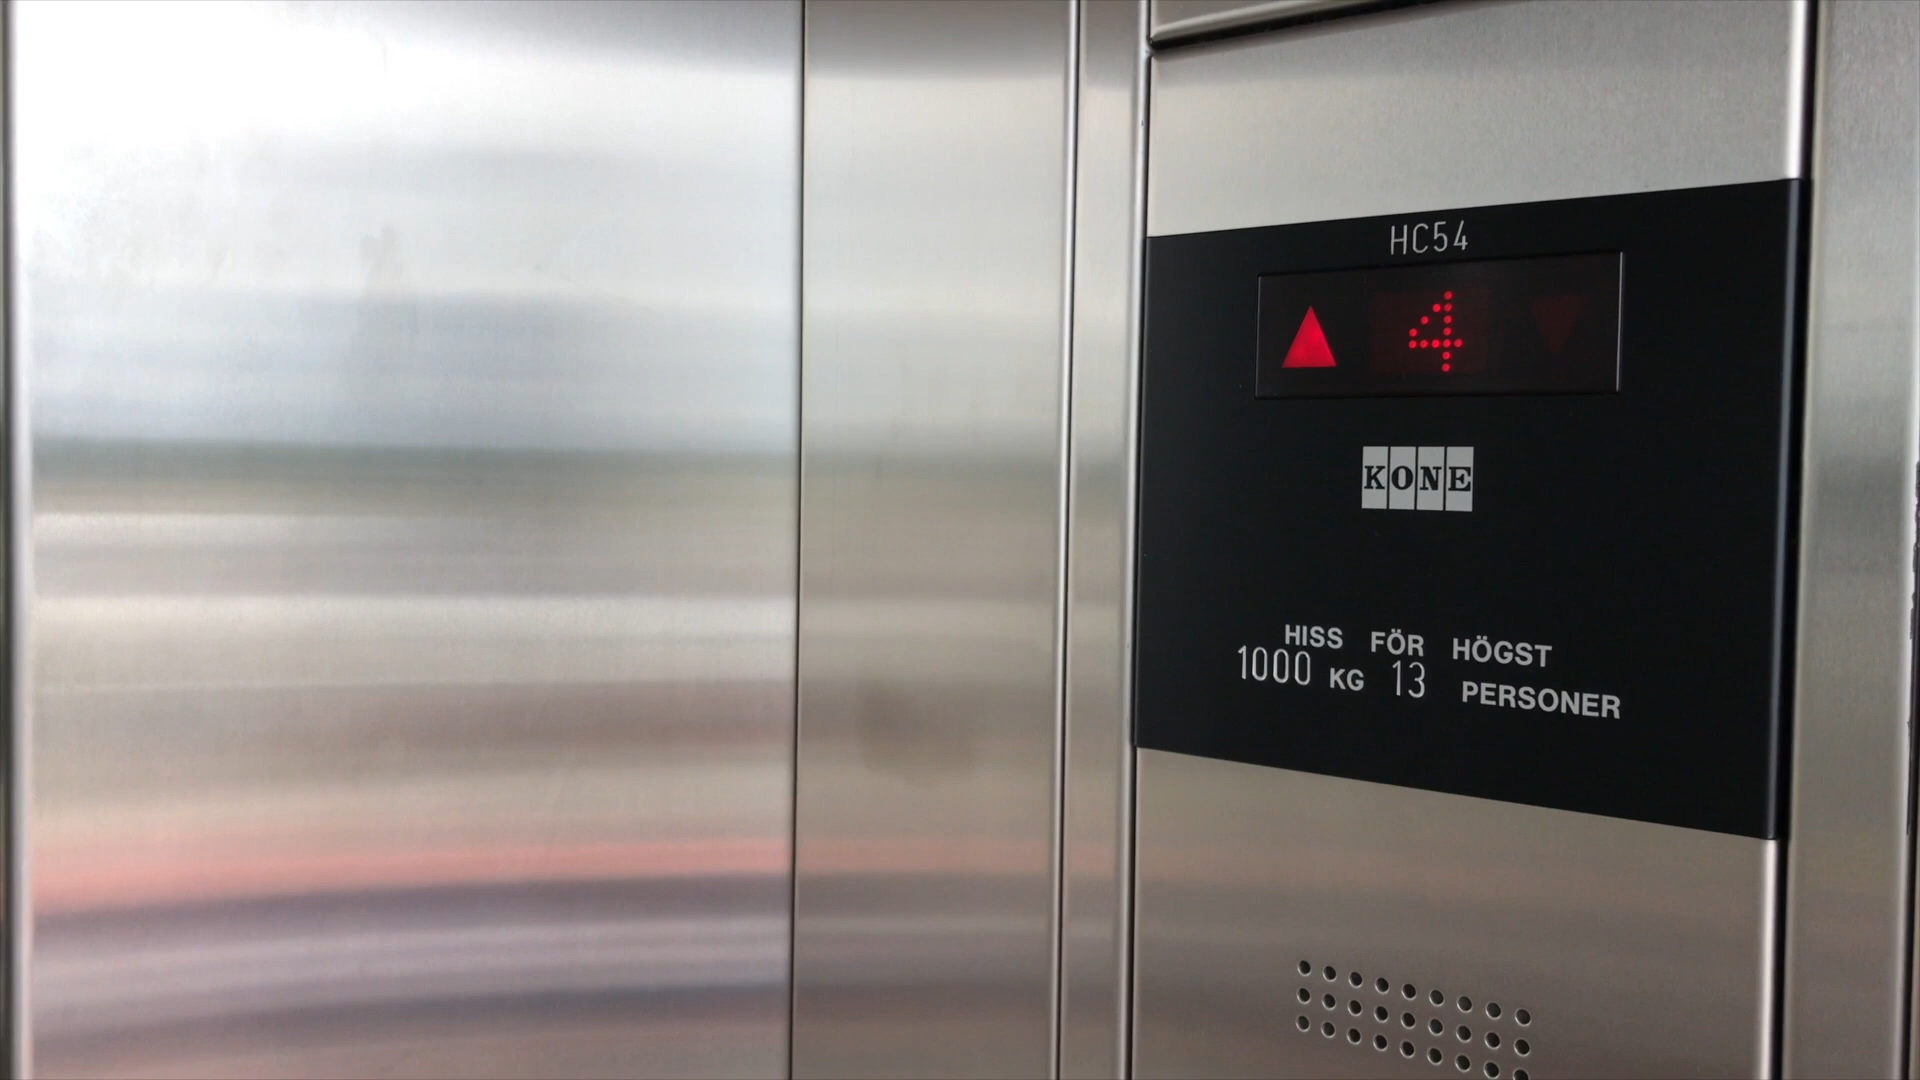 HC54
4
KONE
HISS FÖR HÖGST
1000 KG 13 PERSONER